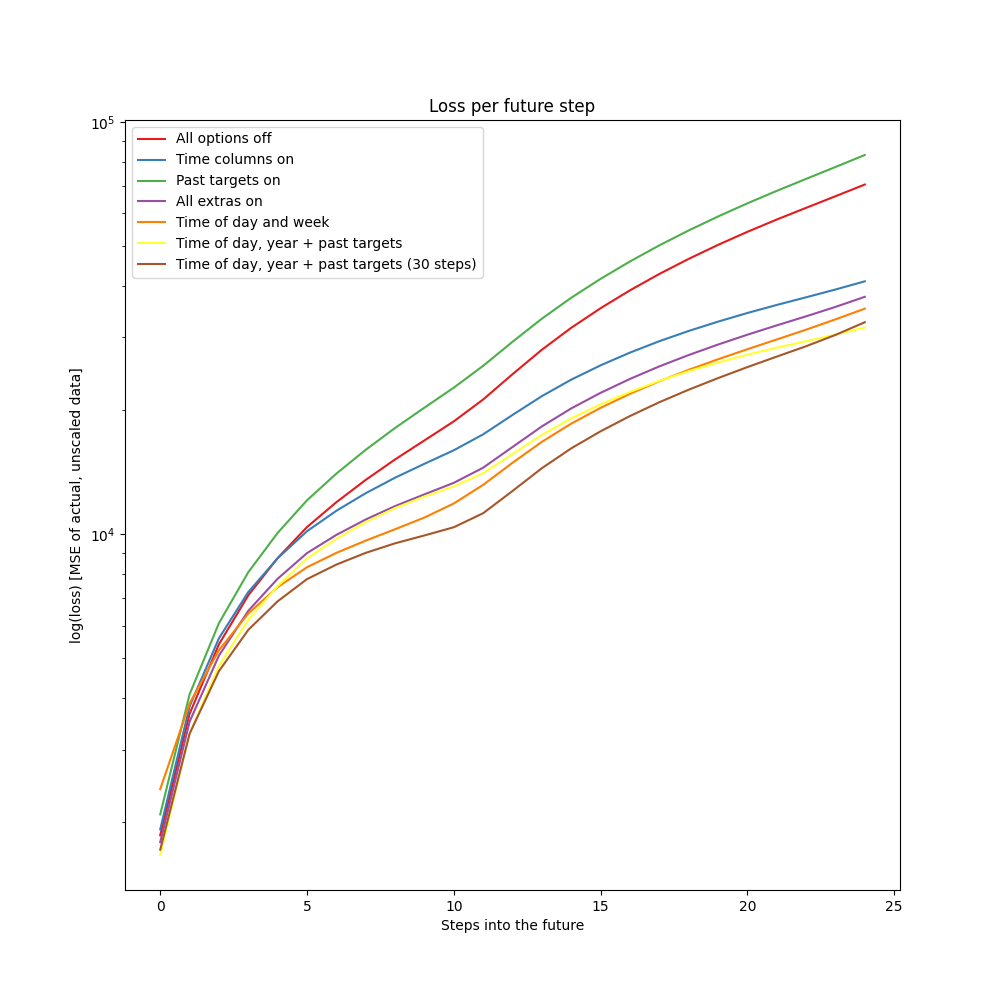 Loss per future step
10^5
10^4
log(loss) [MSE of actual, unscaled data]
All options off
Time columns on
Past targets on
All extras on
Time of day and week
Time of day, year + past targets
Time of day, year + past targets (30 steps)
0 5 10 15 20 25
Steps into the future